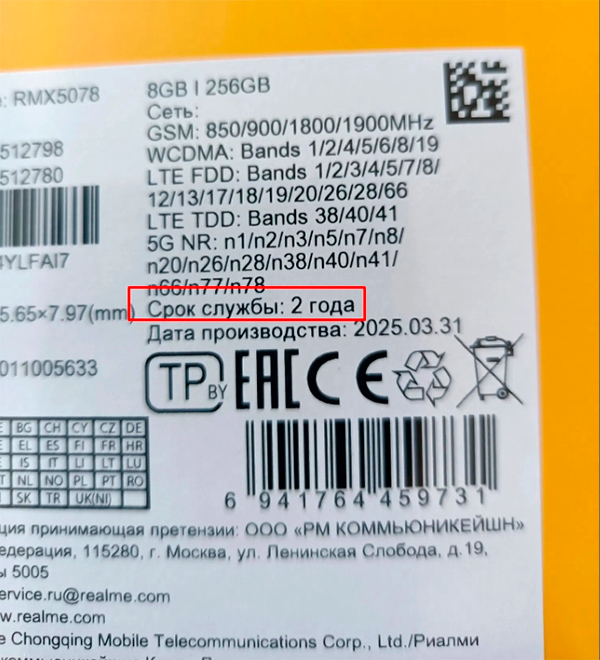 : RMX5078
8GB | 256GB
Сеть:
GSM: 850/900/1800/1900MHz
512798
WCDMA: Bands 1/2/4/5/6/8/19
512780
LTE FDD: Bands 1/2/3/4/5/7/8/
12/13/17/18/19/20/26/28/66
LTE TDD: Bands 38/40/41
5G NR: n1/n2/n3/n5/n7/n8/
4YLFAI7
n20/n26/n28/n38/n40/n41/
n66/n77/n78
5.65×7.97(mm)
Срок службы: 2 года
Дата производства: 2025.03.31
011005633
ТР BY EAC CE
BG CH CY CZ DE
EL ES FI FR HR
IS IT LI LT LU
NL NO PL PT RO
SK TR UK(NI)
6 941764 459731
принимающая претензии: ООО «РМ КОММЬЮНИКЕЙШН»
115280, г. Москва, ул. Ленинская Слобода, д.19,
5005
ervice.ru@realme.com
w.realme.com
Chongqing Mobile Telecommunications Corp., Ltd./Риалми